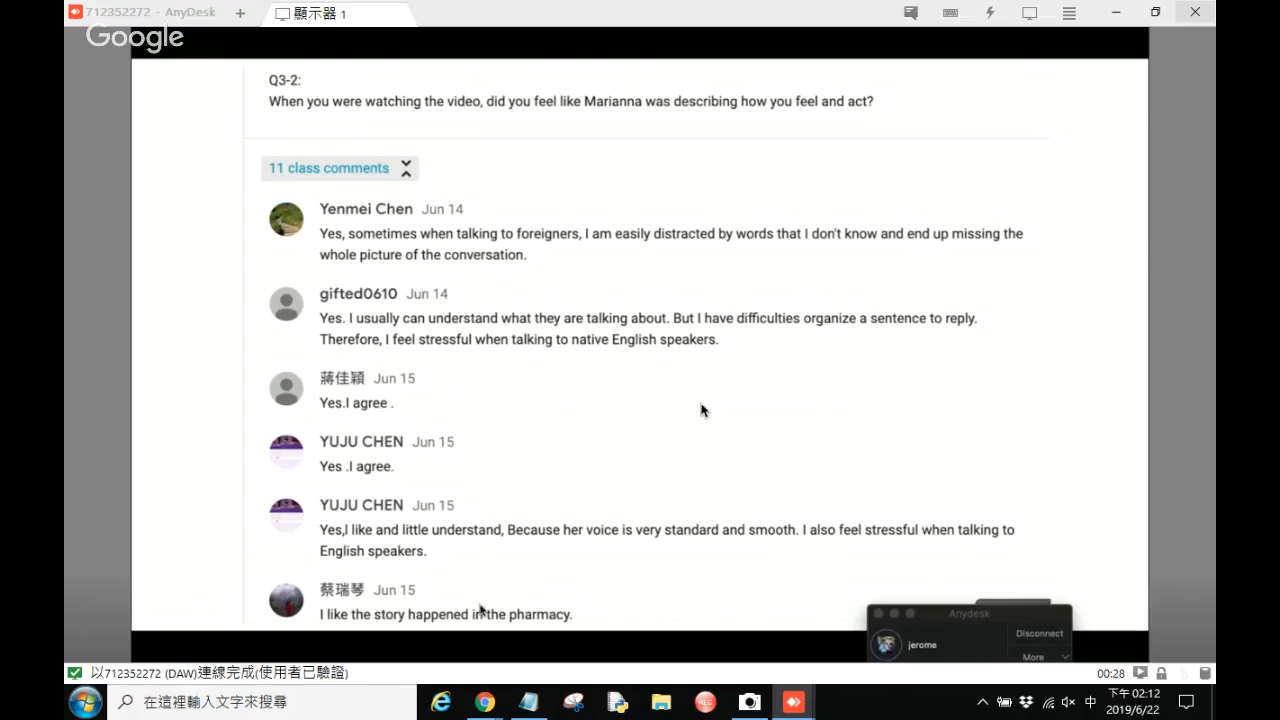 712352272 - AnyDesk
顯示器 1
Google
Q3-2:
When you were watching the video, did you feel like Marianna was describing how you feel and act?
11 class comments
Yenmei Chen Jun 14
Yes, sometimes when talking to foreigners, I am easily distracted by words that I don't know and end up missing the
whole picture of the conversation.
gifted0610 Jun 14
Yes. I usually can understand what they are talking about. But I have difficulties organize a sentence to reply.
Therefore, I feel stressful when talking to native English speakers.
蔣佳穎 Jun 15
Yes.I agree .
YUJU CHEN Jun 15
Yes .I agree.
YUJU CHEN Jun 15
Yes,I like and little understand, Because her voice is very standard and smooth. I also feel stressful when talking to
English speakers.
蔡瑞琴 Jun 15
I like the story happened in the pharmacy.
Anydesk
Disconnect
jerome
More
以712352272 (DAW)連線完成(使用者已驗證)
00:28
在這裡輸入文字來搜尋
REC
中
下午 02:12
2019/6/22